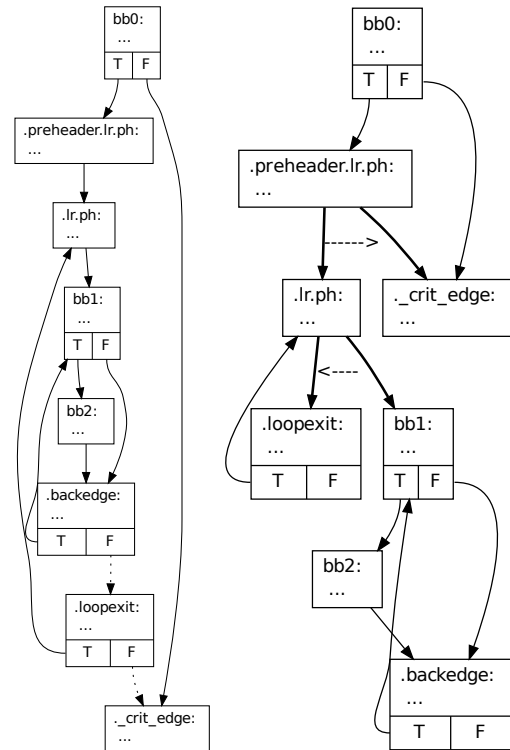 bb0:
...
T F
.preheader.lr.ph:
...
.lr.ph:
...
bb1:
...
T F
bb2:
...
.backedge:
...
T F
.loopexit:
...
T F
._crit_edge:
...
bb0:
...
T F
.preheader.lr.ph:
...
------>
.lr.ph:
...
._crit_edge:
...
<----
.loopexit:
...
T F
bb1:
...
T F
bb2:
...
.backedge:
...
T F